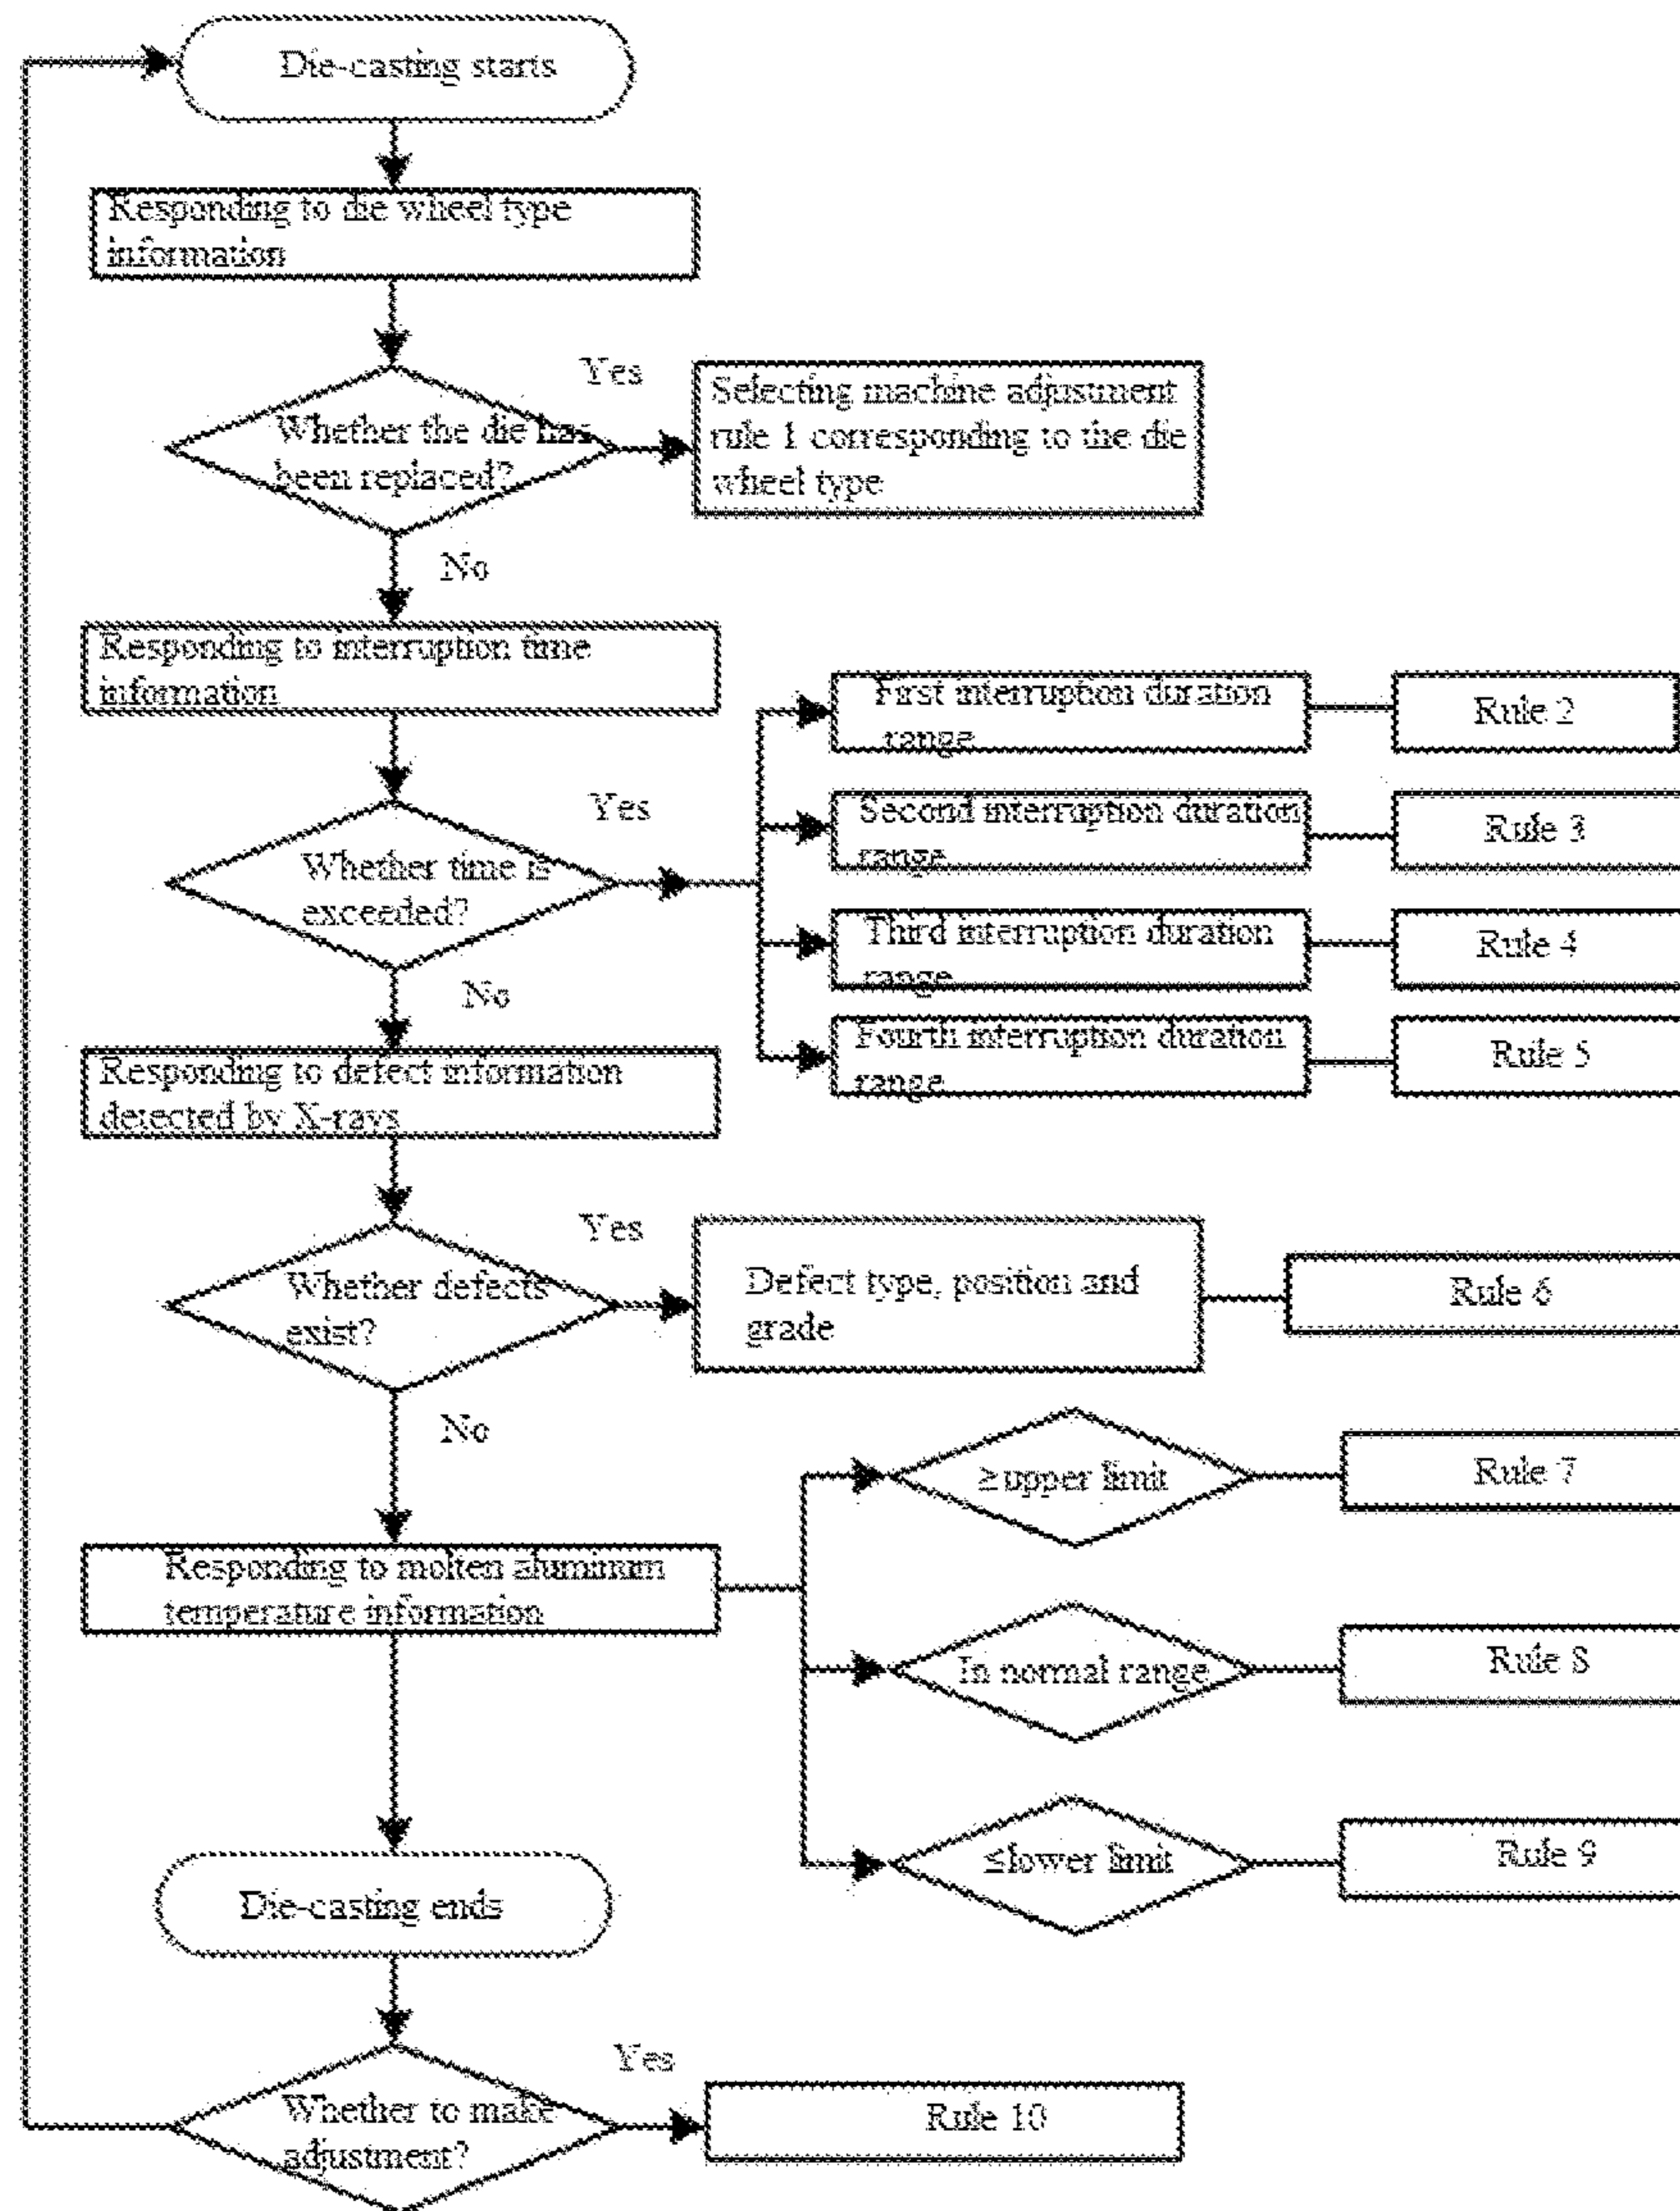 Die-casting starts
Responding to die wheel type
information
Yes
Whether the die has
been replaced?
Selecting machine adjustment
rule 1 corresponding to the die
wheel type
No
Responding to interruption time
information
First interruption duration
range
Rule 2
Yes
Second interruption duration
range
Rule 3
Whether time is
exceeded?
Third interruption duration
range
Rule 4
No
Fourth interruption duration
range
Rule 5
Responding to defect information
detected by X-rays
Yes
Whether defects
exist?
Defect type, position and
grade
Rule 6
No
≥upper limit
Rule 7
Responding to molten aluminum
temperature information
In normal range
Rule 8
≤lower limit
Rule 9
Die-casting ends
Yes
Whether to make
adjustment?
Rule 10